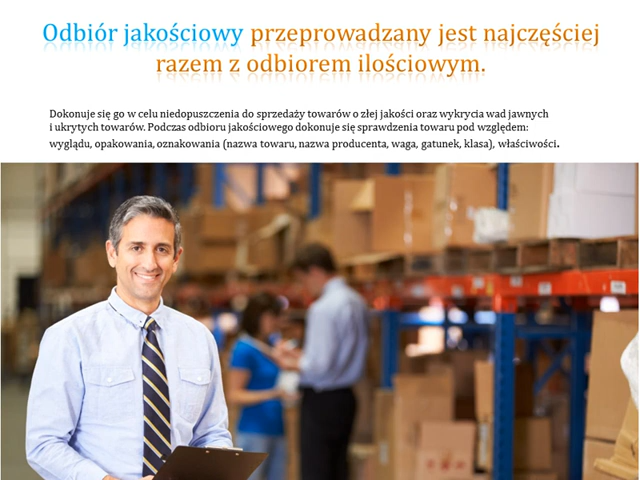 Odbiór jakościowy przeprowadzany jest najczęściej
razem z odbiorem ilościowym.
Dokonuje się go w celu niedopuszczenia do sprzedaży towarów o złej jakości oraz wykrycia wad jawnych
i ukrytych towarów. Podczas odbioru jakościowego dokonuje się sprawdzenia towaru pod względem:
wyglądu, opakowania, oznakowania (nazwa towaru, nazwa producenta, waga, gatunek, klasa), właściwości.